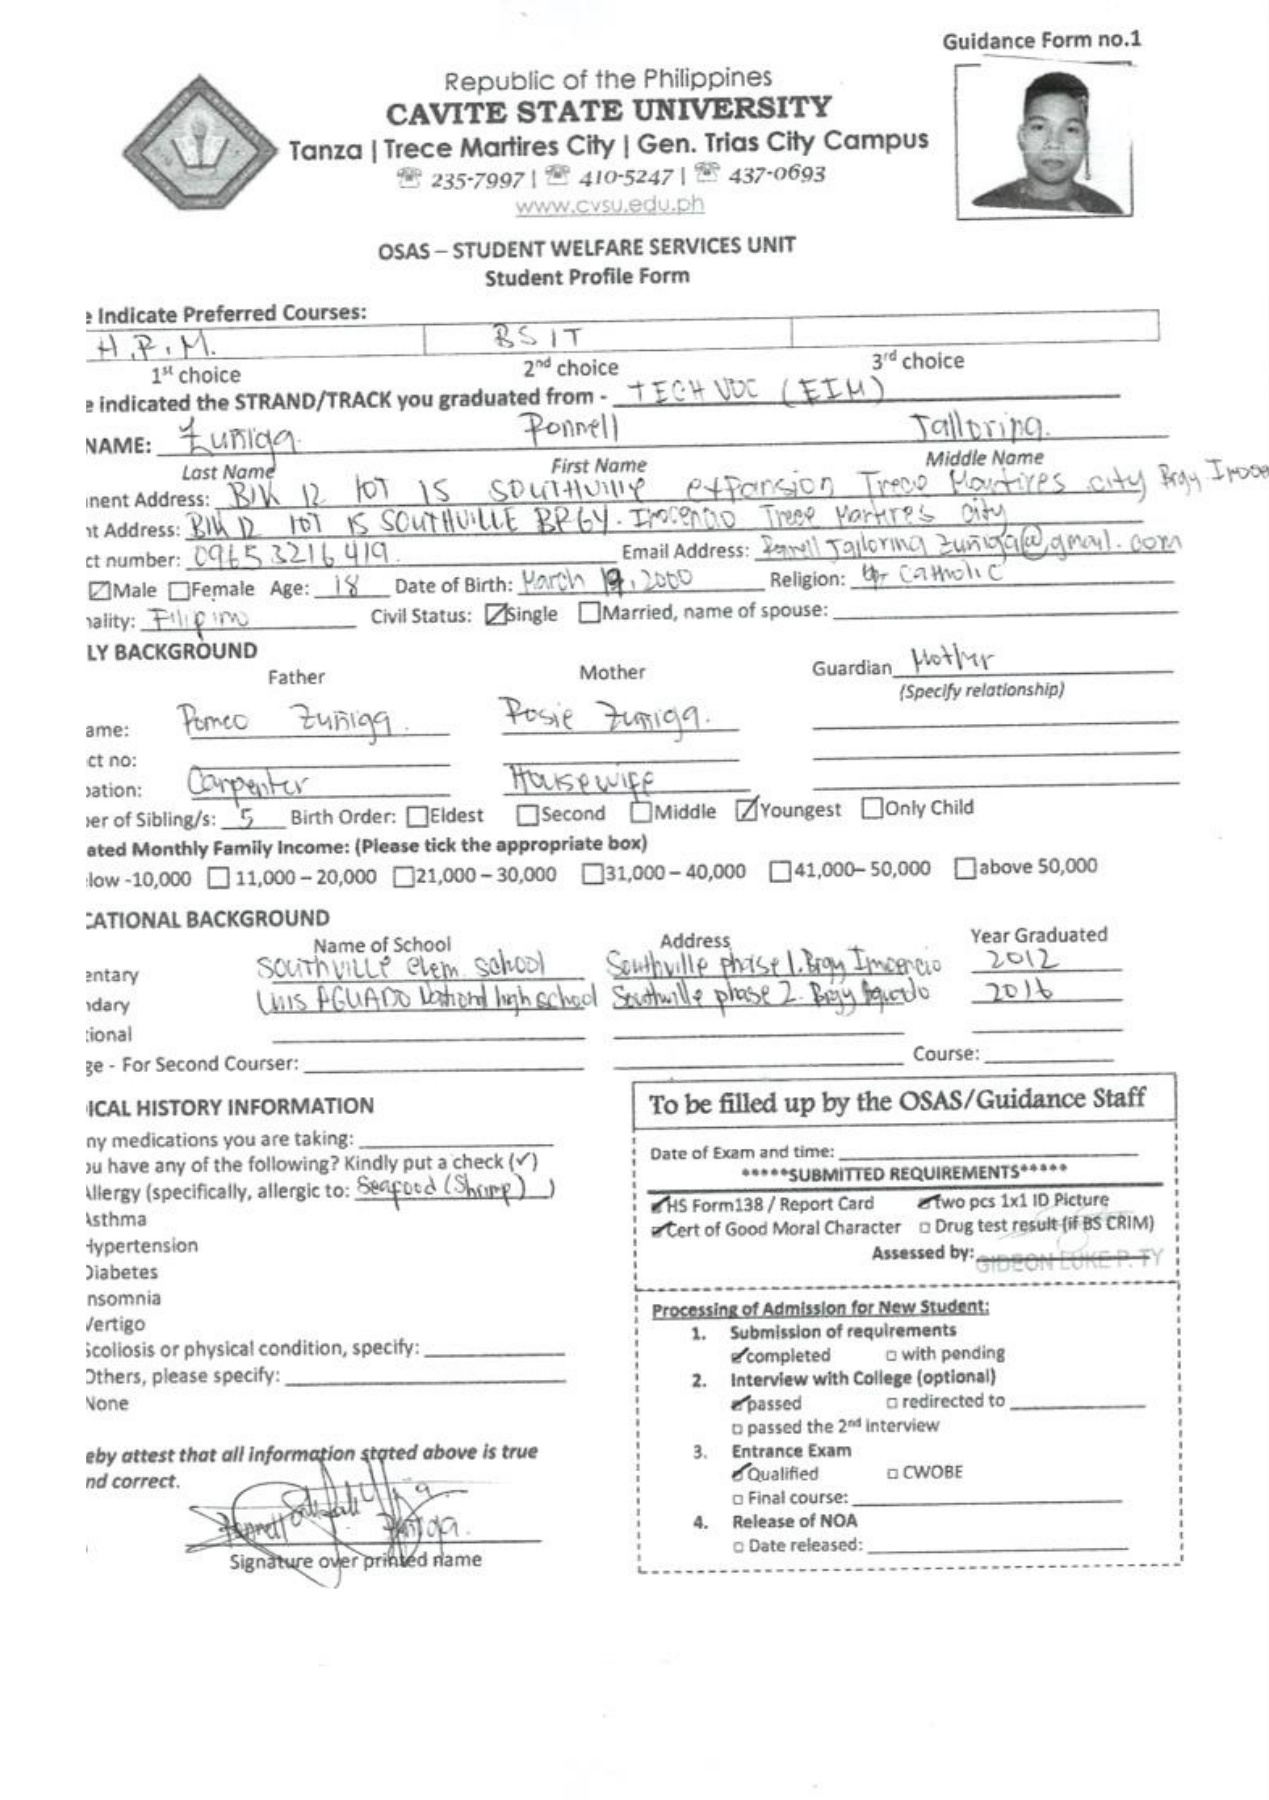 Guidance Form no.1
Republic of the Philippines
CAVITE STATE UNIVERSITY
Tanza | Trece Martires City | Gen. Trias City Campus
☏ 235-7997 | ☏ 410-5247 | ☏ 437-0693
www.cvsu.edu.ph
OSAS – STUDENT WELFARE SERVICES UNIT
Student Profile Form
e Indicate Preferred Courses:
BSIT
1st choice 2nd choice 3rd choice
e indicated the STRAND/TRACK you graduated from - TECH VOC (EIM)
NAME: Zuñiga Ronnell
Last Name First Name Middle Name
nent Address: Blk 12 lot 15 SOUTHVILLE expansion Trece Martires city Brgy
nt Address: Blk 12 lot 15 SOUTHVILLE BRGY. Trece Martires City
ct number: 09653216419. Email Address:
☑Male ☐Female Age: 18 Date of Birth: March 19, 2000 Religion: Catholic
nality: Filipino Civil Status: ☑Single ☐Married, name of spouse:
LY BACKGROUND
Father Mother Guardian Mother
(Specify relationship)
ame: Romeo Zuñiga. Rosie Zuniga.
ct no:
pation: Carpenter Housewife
er of Sibling/s: 5 Birth Order: ☐Eldest ☐Second ☐Middle ☑Youngest ☐Only Child
ated Monthly Family Income: (Please tick the appropriate box)
low -10,000 ☐ 11,000 – 20,000 ☐21,000 – 30,000 ☐31,000 – 40,000 ☐41,000– 50,000 ☐above 50,000
CATIONAL BACKGROUND
Name of School Address Year Graduated
entary SOUTHVILLE elem. school Southville phase 1. Brgy 2012
ndary LUIS AGUADO National high school Southville phase 2. Brgy Aguado 2016
tional
ge - For Second Courser: Course:
ICAL HISTORY INFORMATION
ny medications you are taking:
ou have any of the following? Kindly put a check (✓)
Allergy (specifically, allergic to: Seafood (Shrimp) )
Asthma
Hypertension
Diabetes
nsomnia
Vertigo
Scoliosis or physical condition, specify:
Others, please specify:
None
eby attest that all information stated above is true
nd correct.
Ronnell Zuniga.
Signature over printed name
To be filled up by the OSAS/Guidance Staff
Date of Exam and time:
*****SUBMITTED REQUIREMENTS*****
HS Form138 / Report Card Two pcs 1x1 ID Picture
Cert of Good Moral Character □ Drug test result (if BS CRIM)
Assessed by: GIDEON LUKE P. TY
Processing of Admission for New Student:
1. Submission of requirements
completed □ with pending
2. Interview with College (optional)
passed □ redirected to
□ passed the 2nd interview
3. Entrance Exam
Qualified □ CWOBE
□ Final course:
4. Release of NOA
□ Date released: